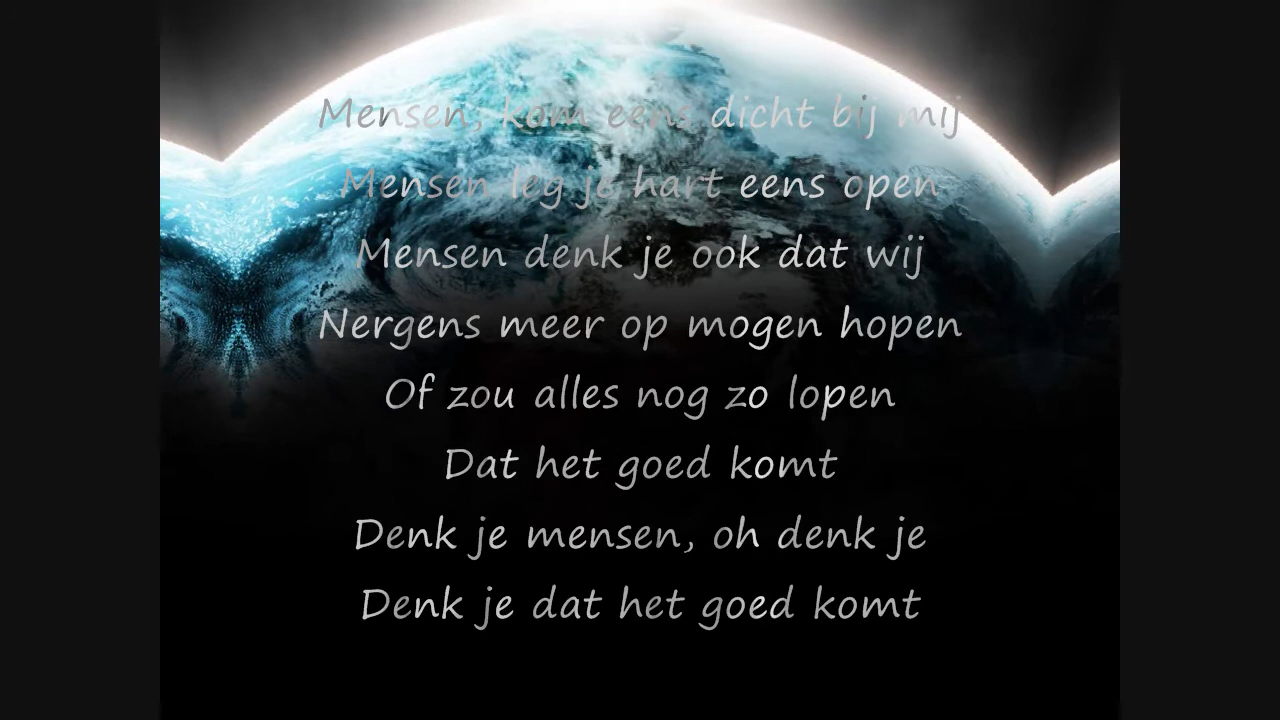 Mensen, kom eens dicht bij mij
Mensen leg je hart eens open
Mensen denk je ook dat wij
Nergens meer op mogen hopen
Of zou alles nog zo lopen
Dat het goed komt
Denk je mensen, oh denk je
Denk je dat het goed komt